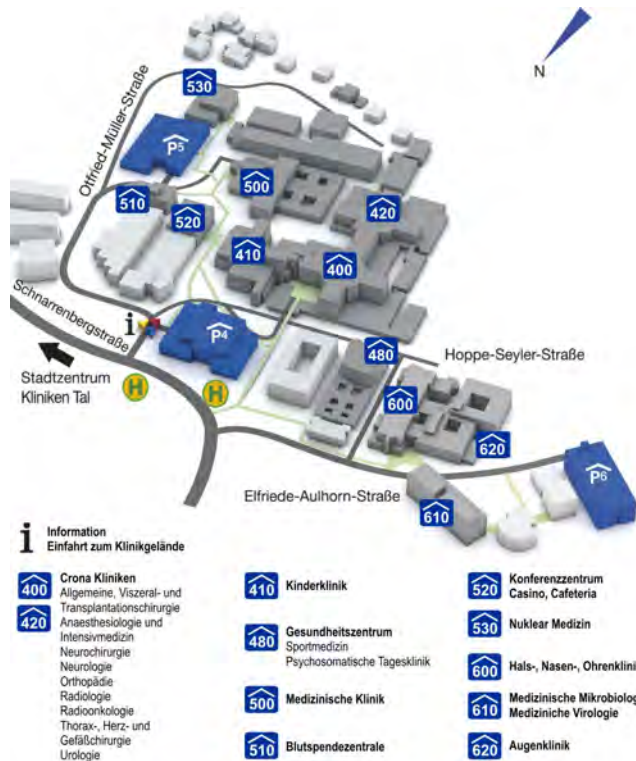 N
530
Otfried-Müller-Straße
P5
500
510
520
420
410
400
i
P4
Schnarrenbergstraße
480
Hoppe-Seyler-Straße
Stadtzentrum
Kliniken Tal
H
H
600
620
P6
Elfriede-Aulhorn-Straße
610
i Information
Einfahrt zum Klinikgelände
400 Crona Kliniken
420
Allgemeine, Viszeral- und
Transplantationschirurgie
Anaesthesiologie und
Intensivmedizin
Neurochirurgie
Neurologie
Orthopädie
Radiologie
Radioonkologie
Thorax-, Herz- und
Gefäßchirurgie
Urologie
410 Kinderklinik
480 Gesundheitszentrum
Sportmedizin
Psychosomatische Tagesklinik
500 Medizinische Klinik
510 Blutspendezentrale
520 Konferenzzentrum
Casino, Cafeteria
530 Nuklear Medizin
600 Hals-, Nasen-, Ohrenklini
610 Medizinische Mikrobiolog
Mediziniche Virologie
620 Augenklinik